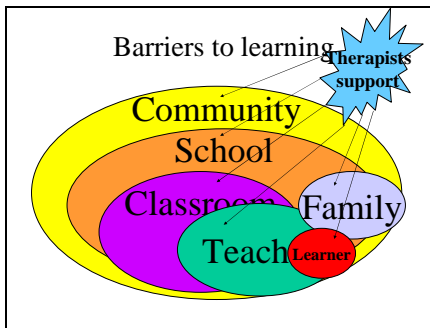 Barriers to learning
Therapists
support
Community
School
Classroom
Family
Teach
Learner